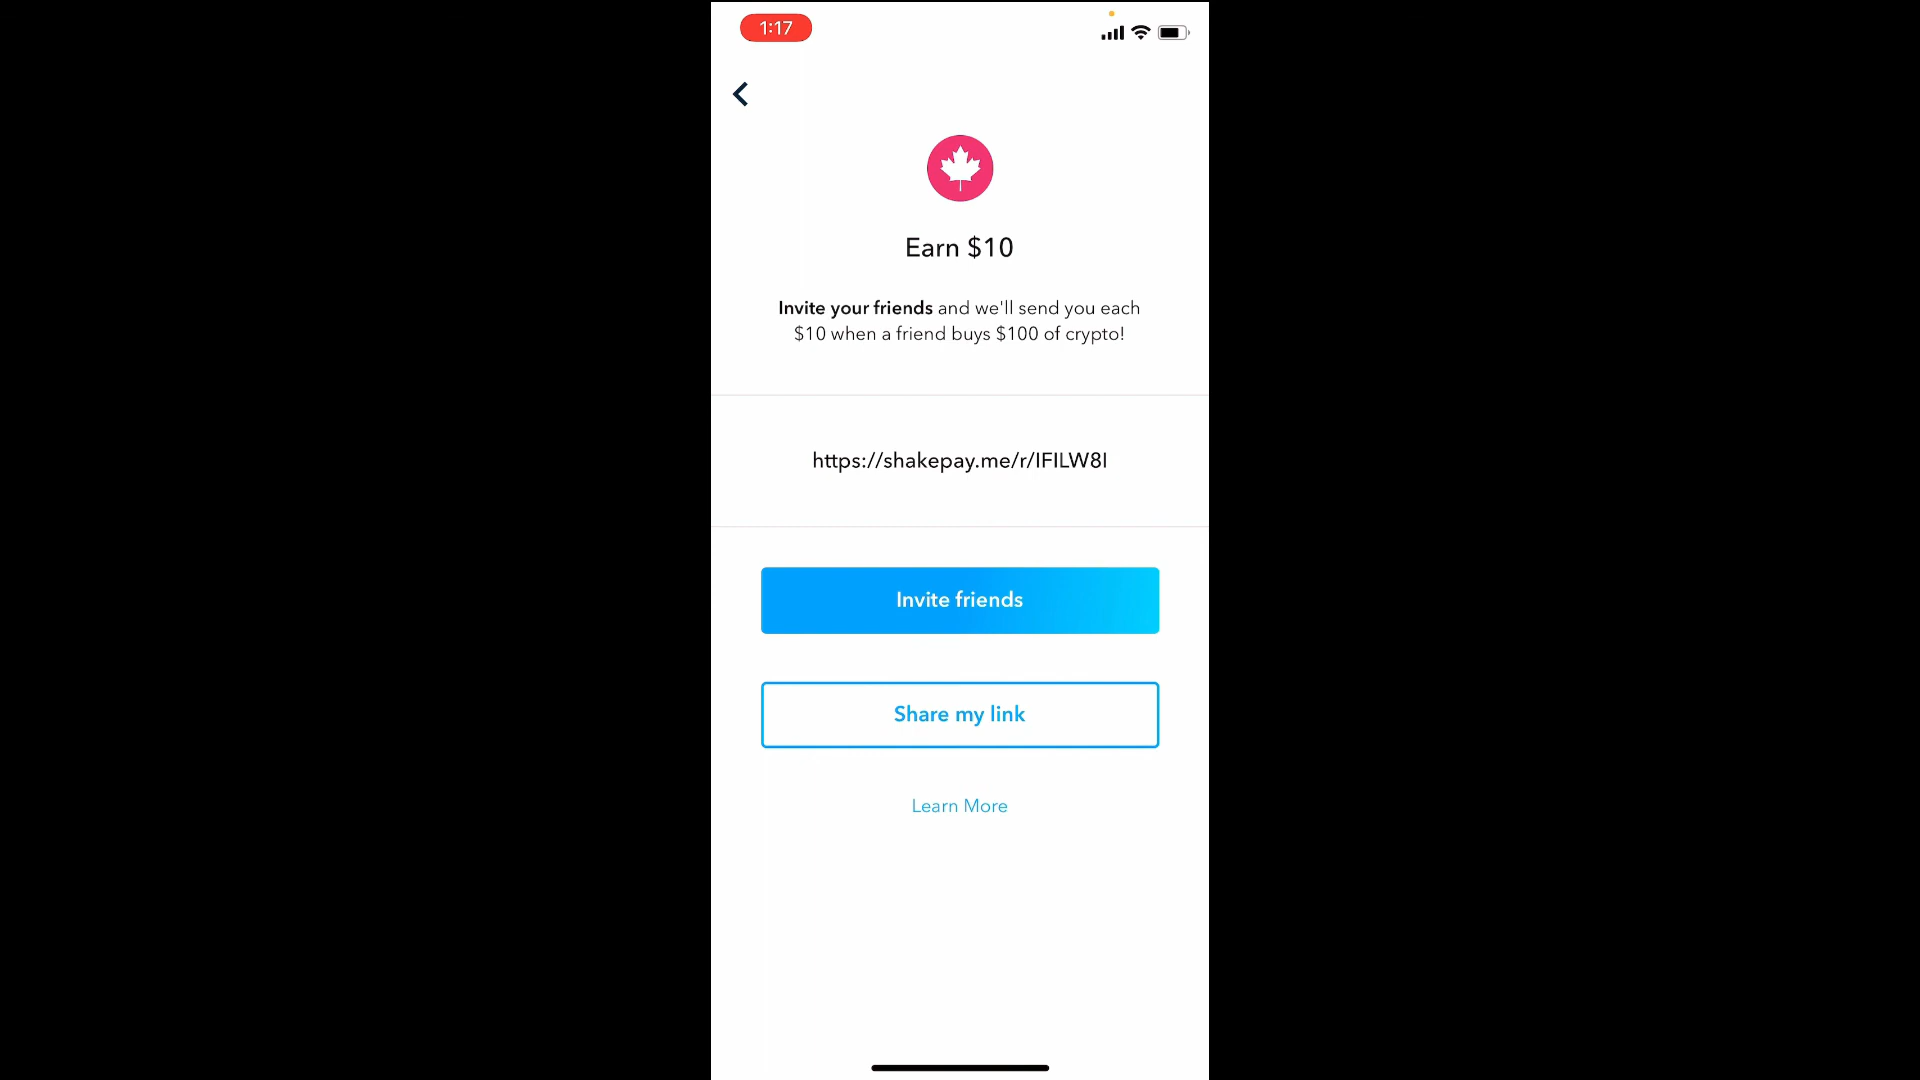 1:17
Earn $10
Invite your friends and we'll send you each
$10 when a friend buys $100 of crypto!
https://shakepay.me/r/IFILW8I
Invite friends
Share my link
Learn More